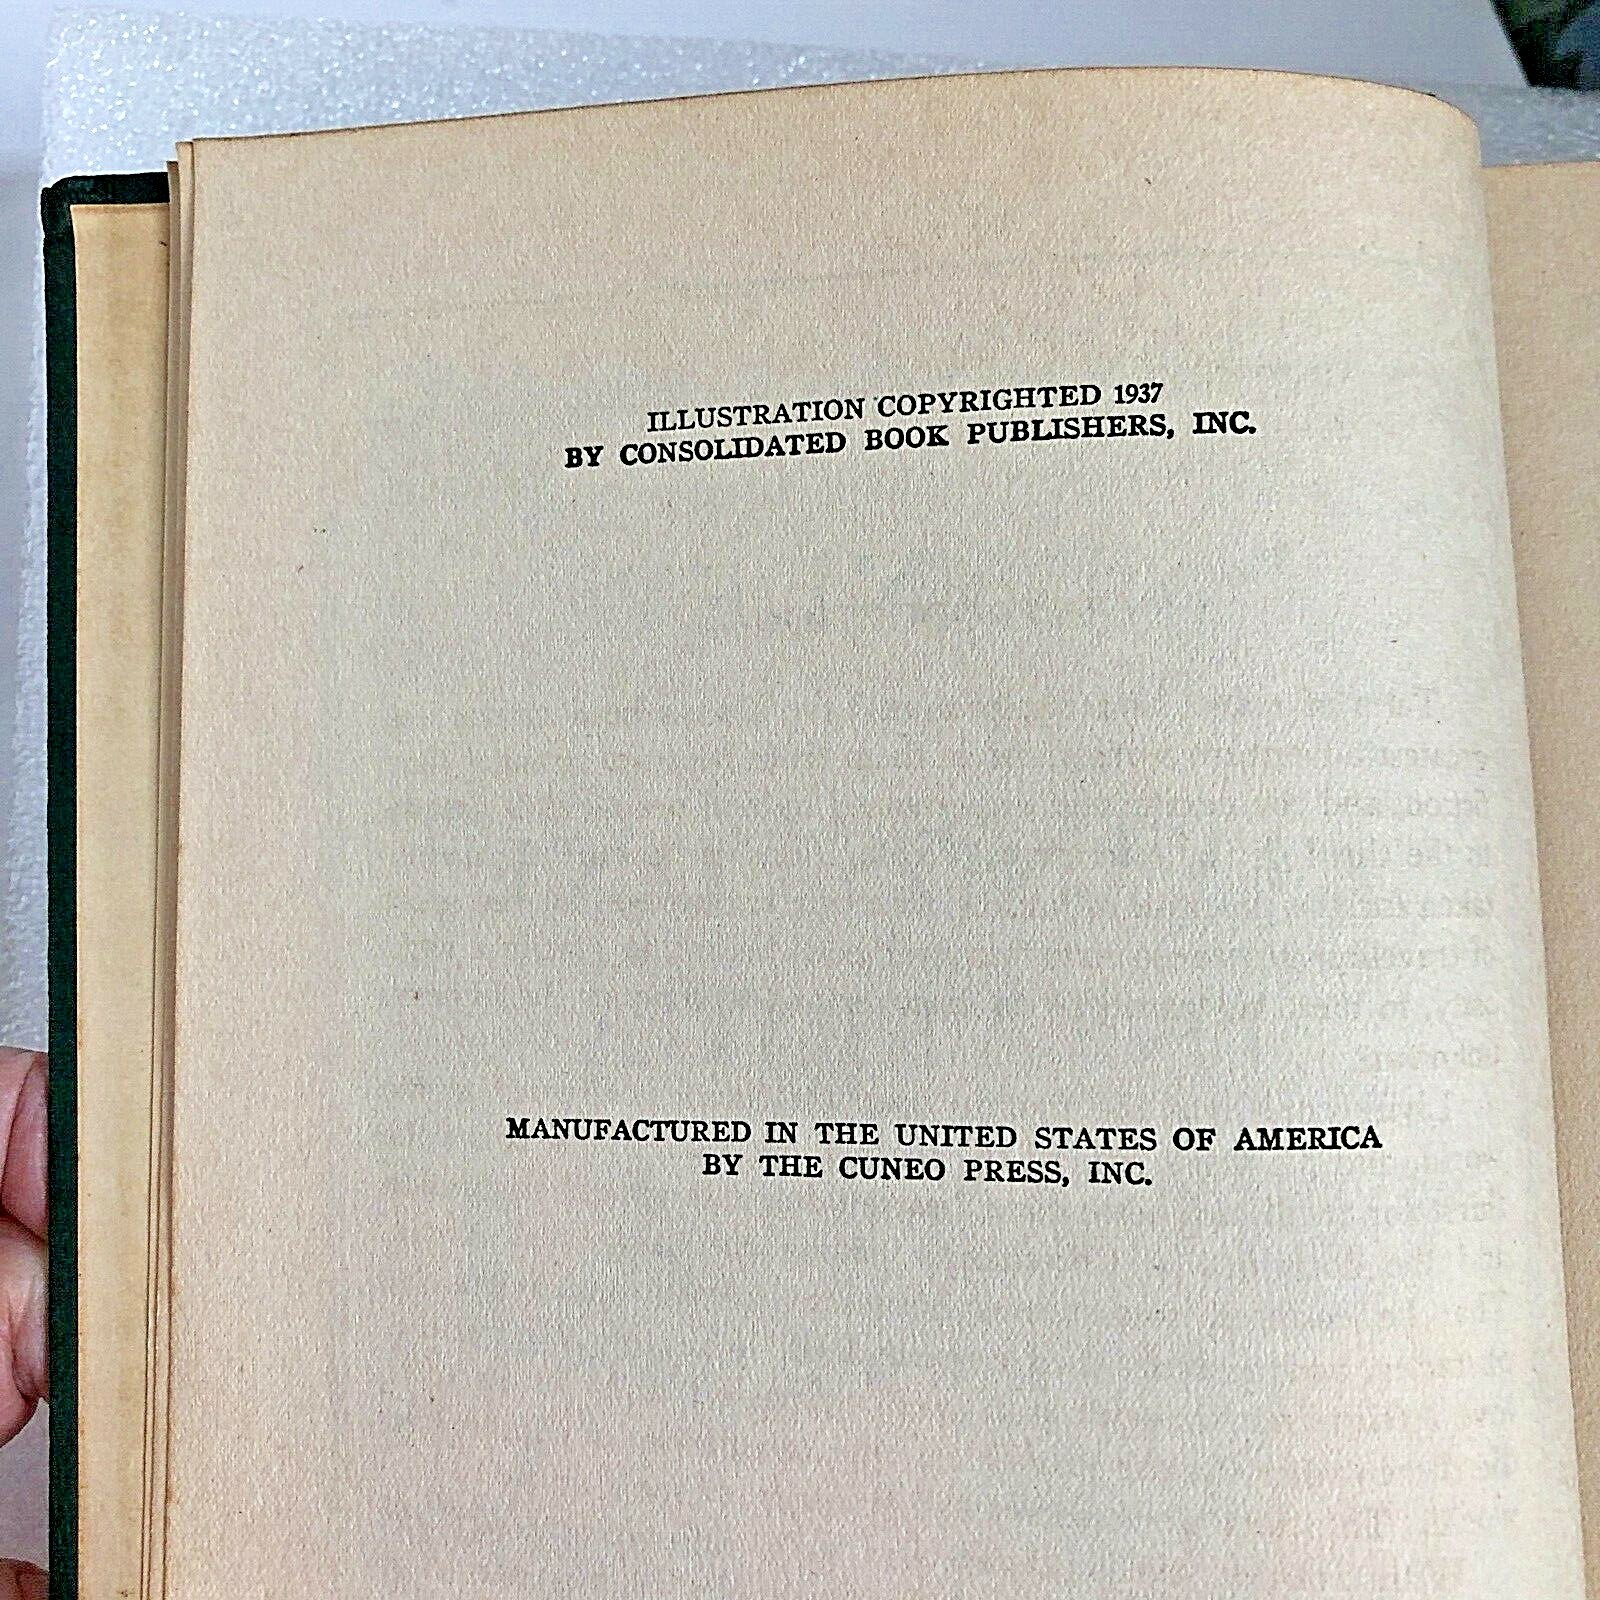 ILLUSTRATION COPYRIGHTED 1937
BY CONSOLIDATED BOOK PUBLISHERS, INC.
MANUFACTURED IN THE UNITED STATES OF AMERICA
BY THE CUNEO PRESS, INC.